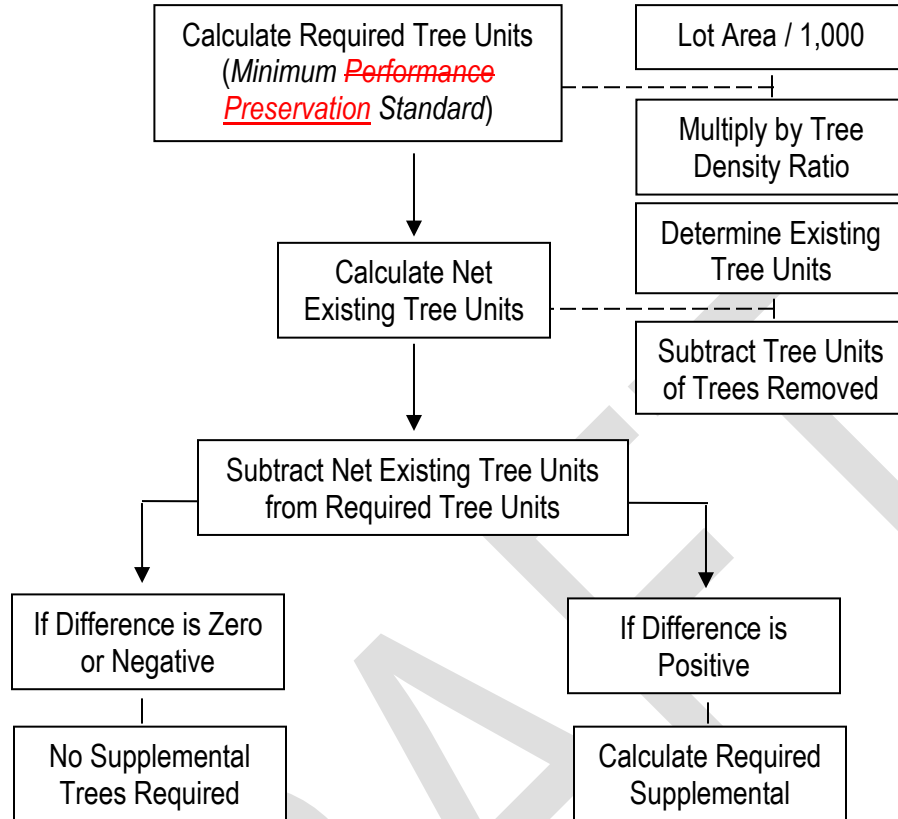 Calculate Required Tree Units
(Minimum Performance
Preservation Standard)
Lot Area / 1,000
Multiply by Tree
Density Ratio
Determine Existing
Tree Units
Calculate Net
Existing Tree Units
Subtract Tree Units
of Trees Removed
Subtract Net Existing Tree Units
from Required Tree Units
If Difference is Zero
or Negative
If Difference is
Positive
No Supplemental
Trees Required
Calculate Required
Supplemental